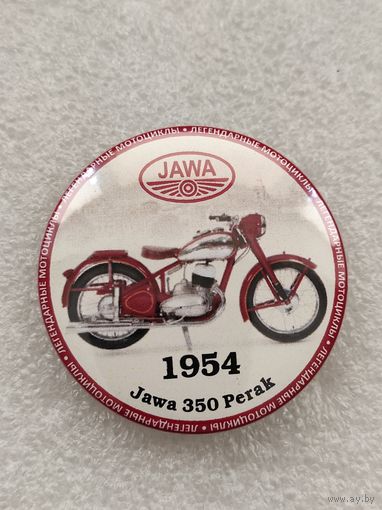 ЛЕГЕНДАРНЫЕ МОТОЦИКЛЫ • ЛЕГЕНДАРНЫЕ МОТОЦИКЛЫ • ЛЕГЕНДАРНЫЕ МОТОЦИКЛЫ • ЛЕГЕНДАРНЫЕ МОТОЦИКЛЫ •
JAWA
1954
Jawa 350 Perak
www.ay.by